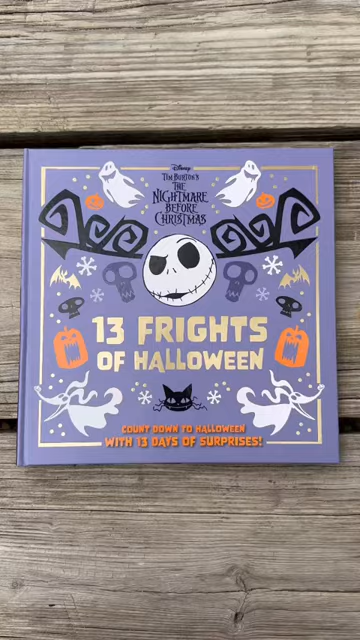 Disney
TIM BURTON'S
THE
NIGHTMARE
BEFORE
CHRISTMAS
13 FRIGHTS
OF HALLOWEEN
COUNT DOWN TO HALLOWEEN
WITH 13 DAYS OF SURPRISES!